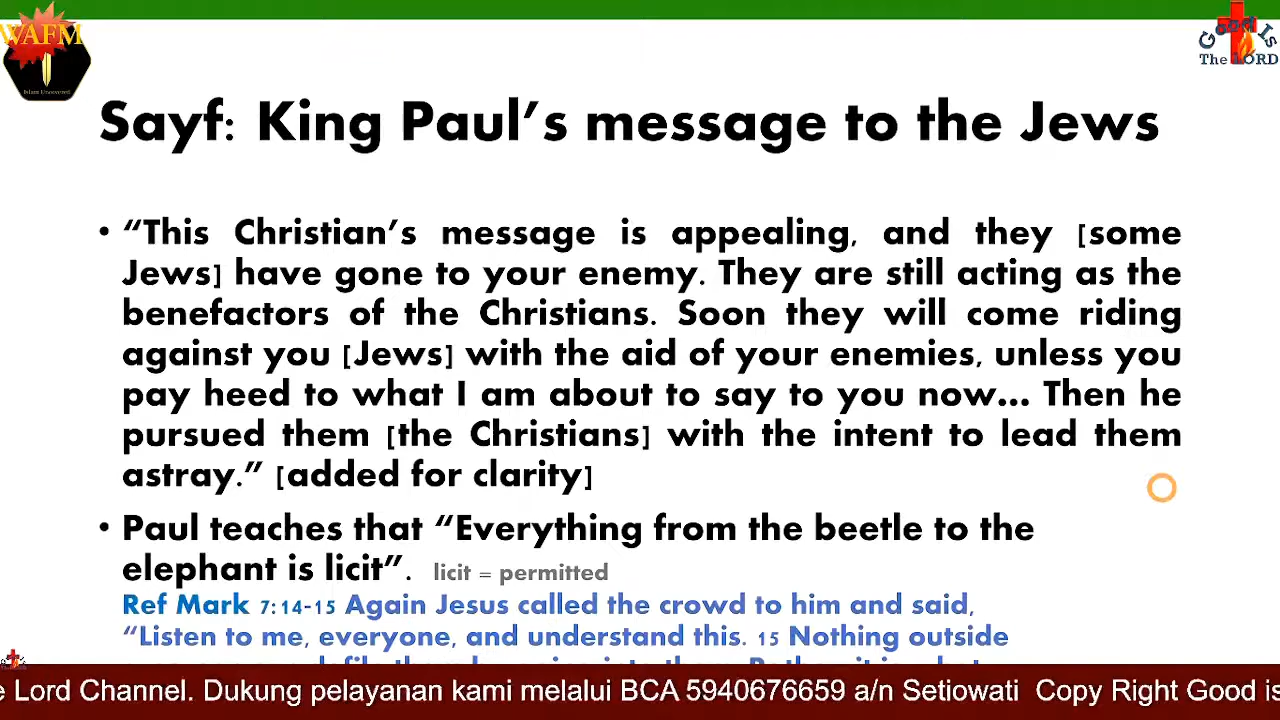 WAFM
Islam Uncovered
Good Is
The LORD
Sayf: King Paul’s message to the Jews
• “This Christian’s message is appealing, and they [some
Jews] have gone to your enemy. They are still acting as the
benefactors of the Christians. Soon they will come riding
against you [Jews] with the aid of your enemies, unless you
pay heed to what I am about to say to you now... Then he
pursued them [the Christians] with the intent to lead them
astray.” [added for clarity]
• Paul teaches that “Everything from the beetle to the
elephant is licit”. licit = permitted
Ref Mark 7:14-15 Again Jesus called the crowd to him and said,
“Listen to me, everyone, and understand this. 15 Nothing outside
e Lord Channel. Dukung pelayanan kami melalui BCA 5940676659 a/n Setiowati Copy Right Good is